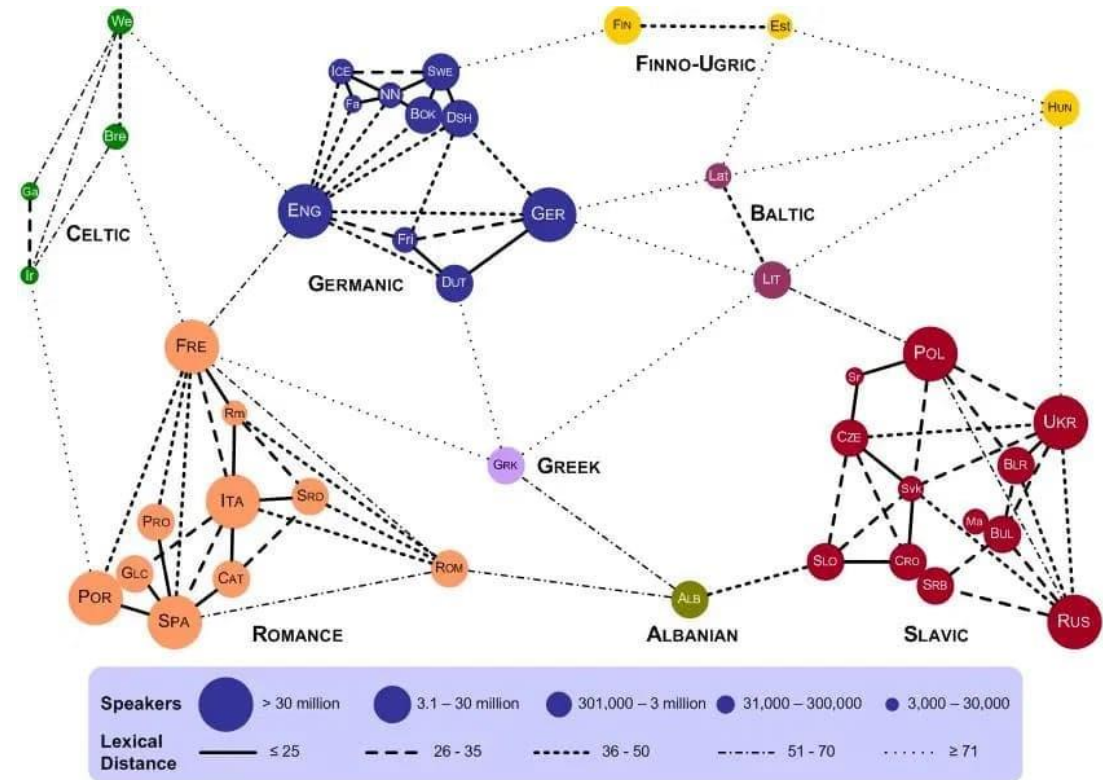 We
FIN
Est
FINNO-UGRIC
ICE
SWE
Fa
NN
BOK
DSH
HUN
Bre
Lat
Ga
ENG
GER
BALTIC
CELTIC
Fri
Ir
GERMANIC
DUT
LIT
FRE
POL
Sr
Rm
UKR
CZE
GRK
GREEK
BLR
ITA
SRD
Svk
PRO
Ma
BUL
GLC
CAT
ROM
SLO
CRO
SRB
POR
SPA
ALB
RUS
ROMANCE
ALBANIAN
SLAVIC
Speakers > 30 million 3.1 – 30 million 301,000 – 3 million 31,000 – 300,000 3,000 – 30,000
Lexical
Distance ≤ 25 26 - 35 36 - 50 51 - 70 ≥ 71